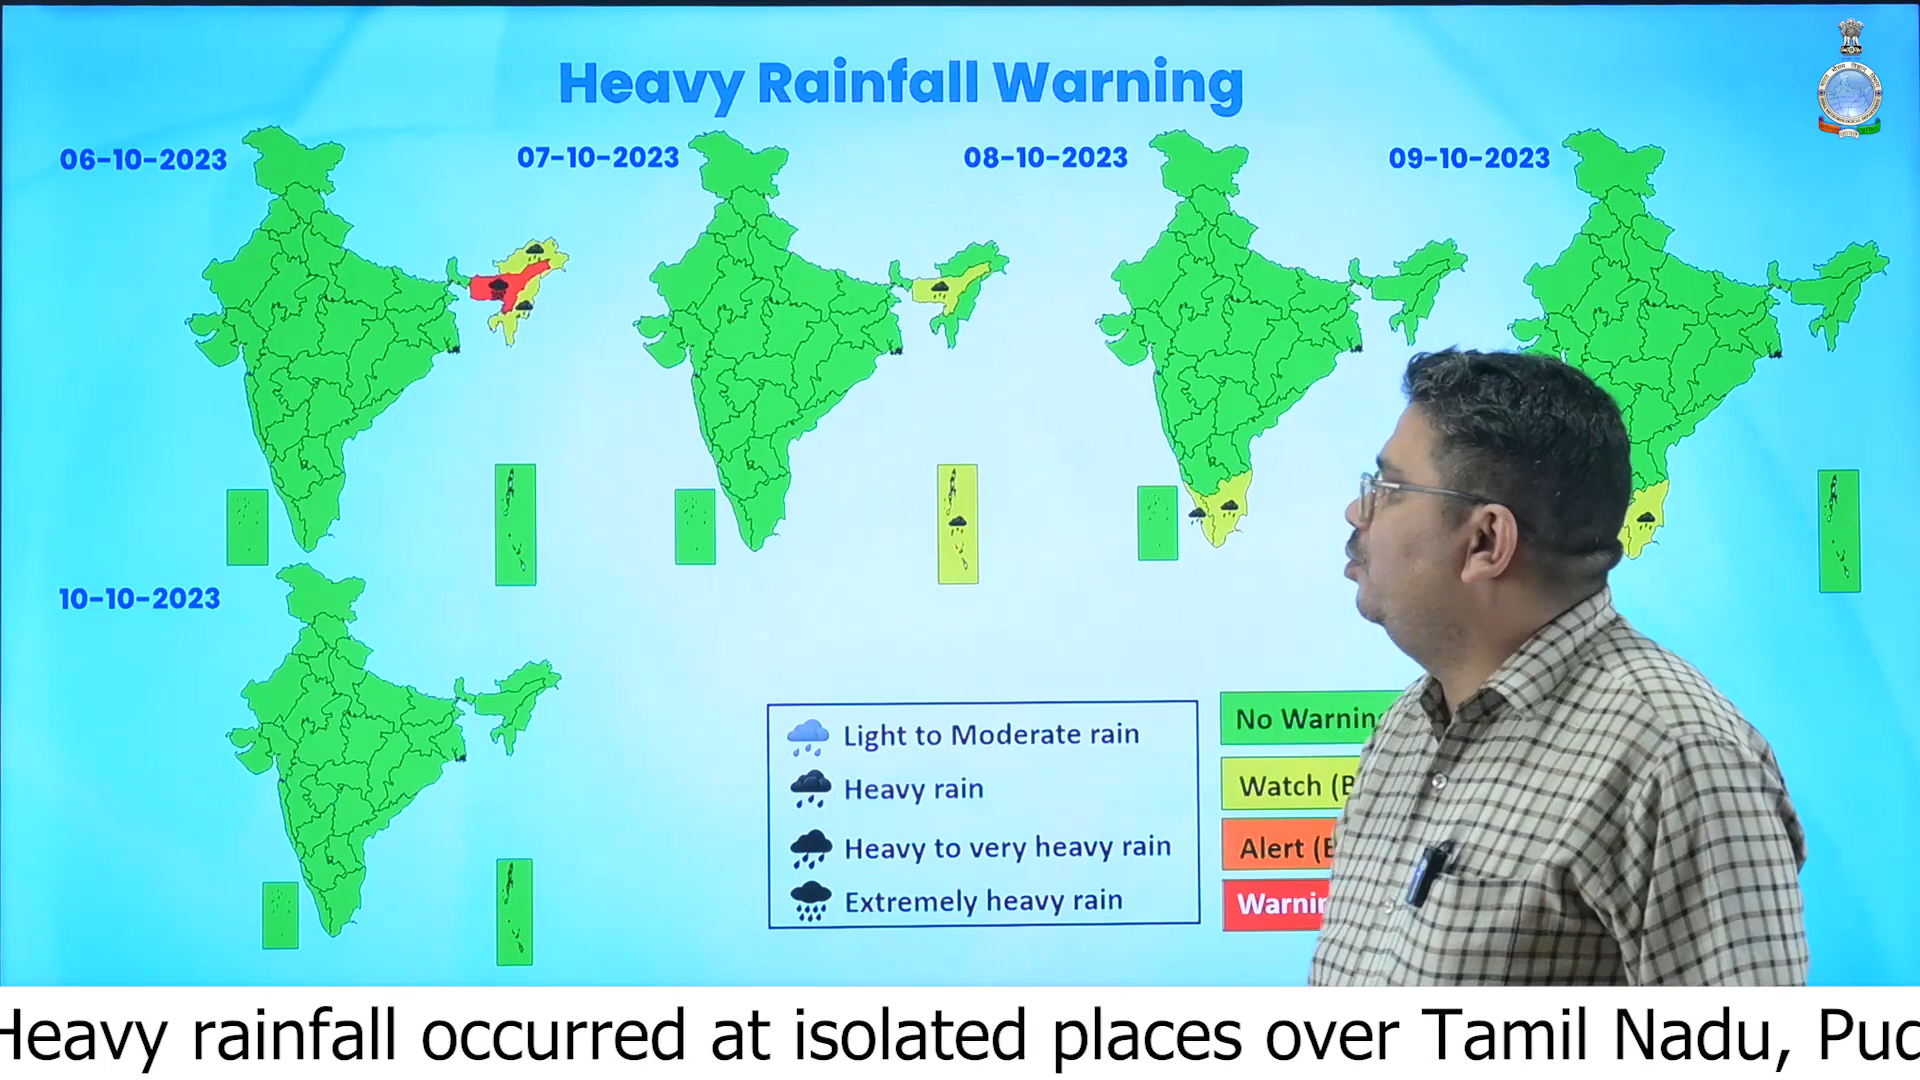 Heavy Rainfall Warning
06-10-2023
07-10-2023
08-10-2023
09-10-2023
10-10-2023
Light to Moderate rain
Heavy rain
Heavy to very heavy rain
Extremely heavy rain
No Warnin
Watch (B
Alert (B
Warnin
Heavy rainfall occurred at isolated places over Tamil Nadu, Puc